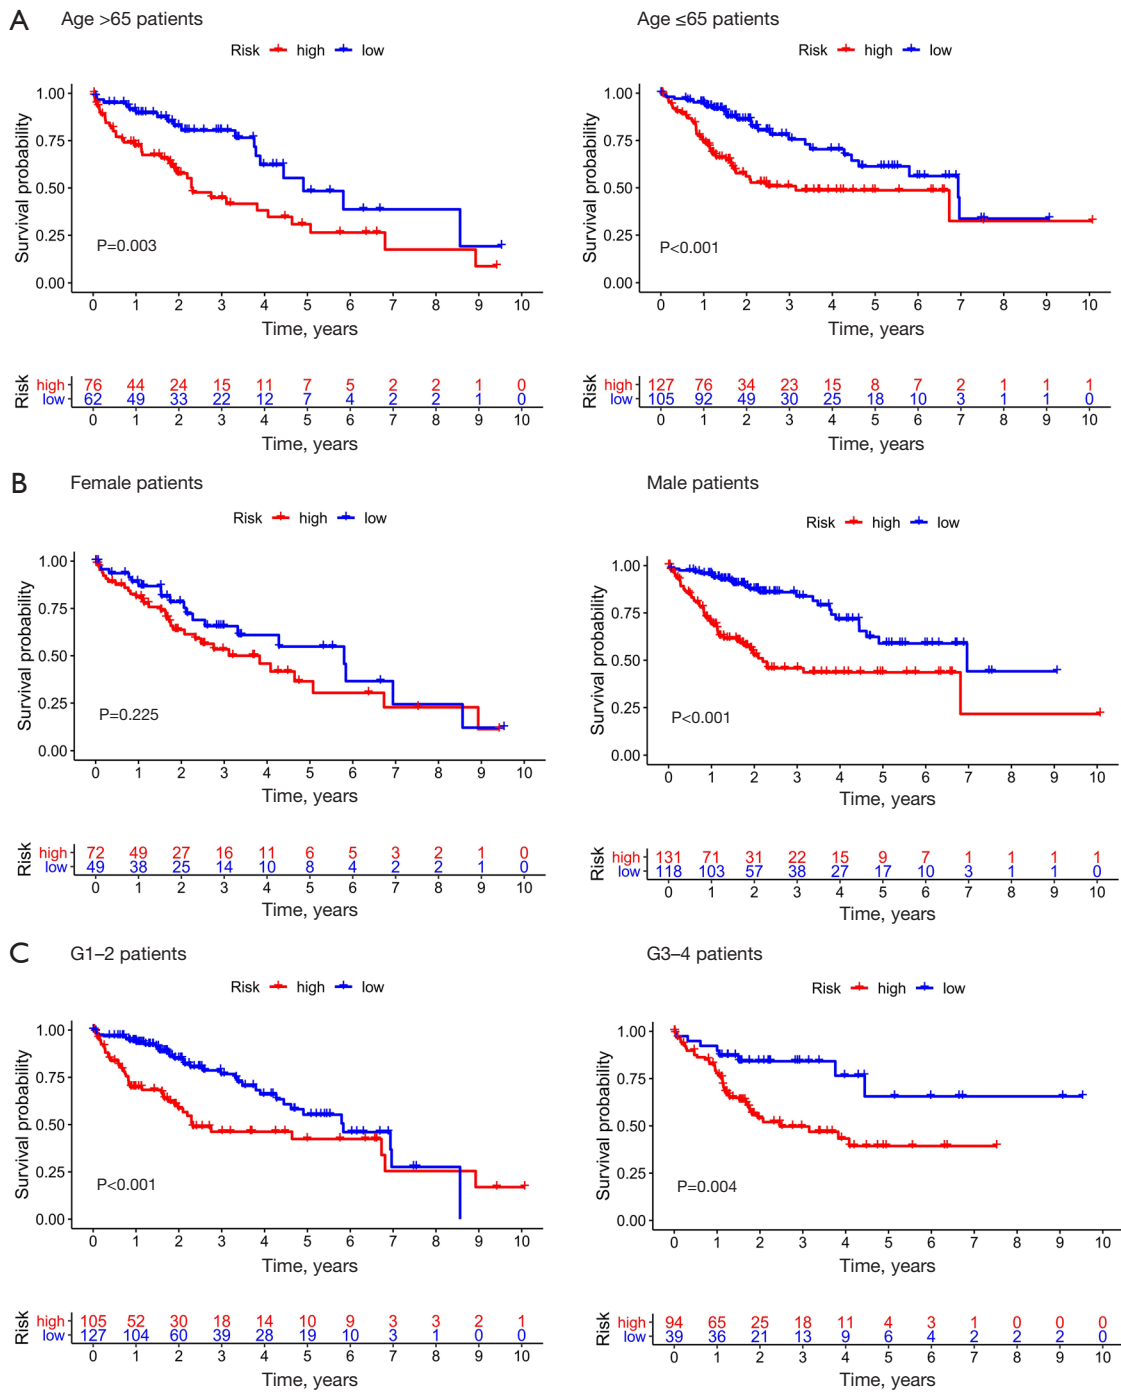 A
Age >65 patients
Age ≤65 patients
Risk high low
Risk high low
Survival probability
1.00
0.75
0.50
0.25
0.00
P=0.003
0 1 2 3 4 5 6 7 8 9 10
Time, years
Survival probability
1.00
0.75
0.50
0.25
0.00
P<0.001
0 1 2 3 4 5 6 7 8 9 10
Time, years
Risk
high 76 44 24 15 11 7 5 2 2 1 0
low 62 49 33 22 12 7 4 2 2 1 0
0 1 2 3 4 5 6 7 8 9 10
Time, years
Risk
high 127 76 34 23 15 8 7 2 1 1 1
low 105 92 49 30 25 18 10 3 1 1 0
0 1 2 3 4 5 6 7 8 9 10
Time, years
B
Female patients
Male patients
Risk high low
Risk high low
Survival probability
1.00
0.75
0.50
0.25
0.00
P=0.225
0 1 2 3 4 5 6 7 8 9 10
Time, years
Survival probability
1.00
0.75
0.50
0.25
0.00
P<0.001
0 1 2 3 4 5 6 7 8 9 10
Time, years
Risk
high 72 49 27 16 11 6 5 3 2 1 0
low 49 38 25 14 10 8 4 2 2 1 0
0 1 2 3 4 5 6 7 8 9 10
Time, years
Risk
high 131 71 31 22 15 9 7 1 1 1 1
low 118 103 57 38 27 17 10 3 1 1 0
0 1 2 3 4 5 6 7 8 9 10
Time, years
C
G1–2 patients
G3–4 patients
Risk high low
Risk high low
Survival probability
1.00
0.75
0.50
0.25
0.00
P<0.001
0 1 2 3 4 5 6 7 8 9 10
Time, years
Survival probability
1.00
0.75
0.50
0.25
0.00
P=0.004
0 1 2 3 4 5 6 7 8 9 10
Time, years
Risk
high 105 52 30 18 14 10 9 3 3 2 1
low 127 104 60 39 28 19 10 3 1 0 0
0 1 2 3 4 5 6 7 8 9 10
Time, years
Risk
high 94 65 25 18 11 4 3 1 0 0 0
low 39 36 21 13 9 6 4 2 2 2 0
0 1 2 3 4 5 6 7 8 9 10
Time, years